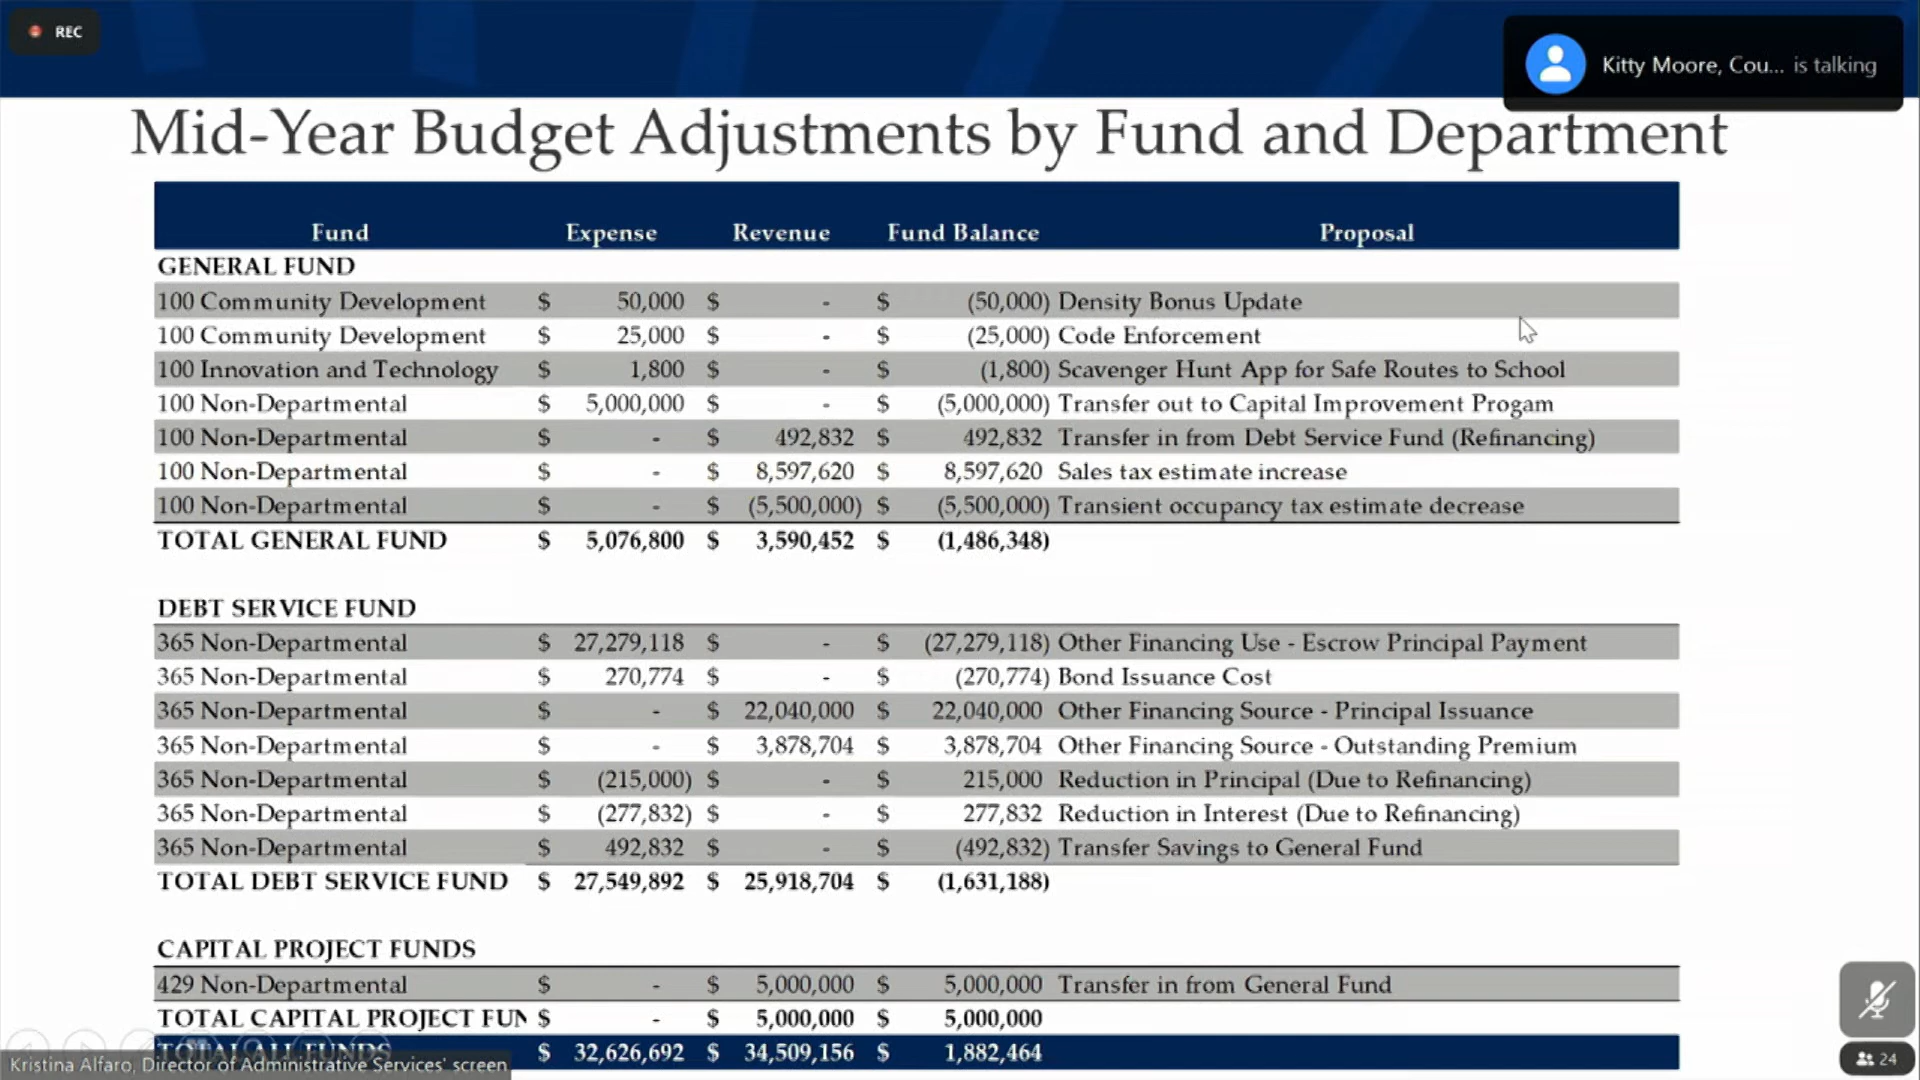 REC
Kitty Moore, Cou... is talking
Mid-Year Budget Adjustments by Fund and Department
Fund Expense Revenue Fund Balance Proposal
GENERAL FUND
100 Community Development $ 50,000 $ - $ (50,000) Density Bonus Update
100 Community Development $ 25,000 $ - $ (25,000) Code Enforcement
100 Innovation and Technology $ 1,800 $ - $ (1,800) Scavenger Hunt App for Safe Routes to School
100 Non-Departmental $ 5,000,000 $ - $ (5,000,000) Transfer out to Capital Improvement Progam
100 Non-Departmental $ - $ 492,832 $ 492,832 Transfer in from Debt Service Fund (Refinancing)
100 Non-Departmental $ - $ 8,597,620 $ 8,597,620 Sales tax estimate increase
100 Non-Departmental $ - $ (5,500,000) $ (5,500,000) Transient occupancy tax estimate decrease
TOTAL GENERAL FUND $ 5,076,800 $ 3,590,452 $ (1,486,348)
DEBT SERVICE FUND
365 Non-Departmental $ 27,279,118 $ - $ (27,279,118) Other Financing Use - Escrow Principal Payment
365 Non-Departmental $ 270,774 $ - $ (270,774) Bond Issuance Cost
365 Non-Departmental $ - $ 22,040,000 $ 22,040,000 Other Financing Source - Principal Issuance
365 Non-Departmental $ - $ 3,878,704 $ 3,878,704 Other Financing Source - Outstanding Premium
365 Non-Departmental $ (215,000) $ - $ 215,000 Reduction in Principal (Due to Refinancing)
365 Non-Departmental $ (277,832) $ - $ 277,832 Reduction in Interest (Due to Refinancing)
365 Non-Departmental $ 492,832 $ - $ (492,832) Transfer Savings to General Fund
TOTAL DEBT SERVICE FUND $ 27,549,892 $ 25,918,704 $ (1,631,188)
CAPITAL PROJECT FUNDS
429 Non-Departmental $ - $ 5,000,000 $ 5,000,000 Transfer in from General Fund
TOTAL CAPITAL PROJECT FUN $ - $ 5,000,000 $ 5,000,000
TOTAL ALL FUNDS $ 32,626,692 $ 34,509,156 $ 1,882,464
Kristina Alfaro, Director of Administrative Services' screen
24